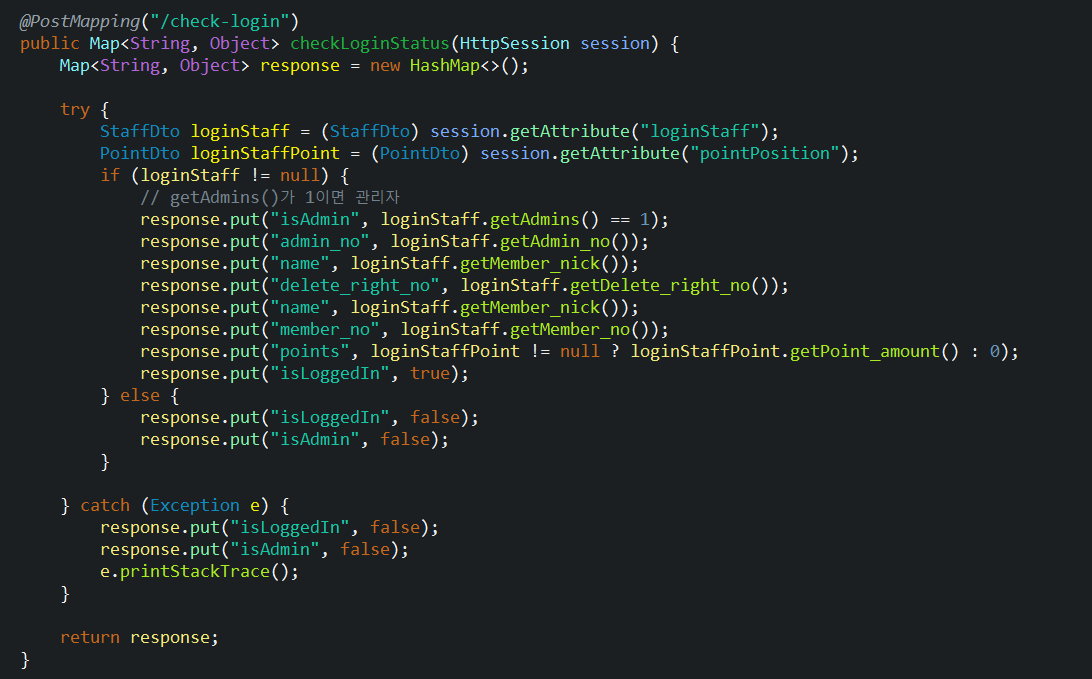 @PostMapping("/check-login")
public Map<String, Object> checkLoginStatus(HttpSession session) {
    Map<String, Object> response = new HashMap<>();

    try {
        StaffDto loginStaff = (StaffDto) session.getAttribute("loginStaff");
        PointDto loginStaffPoint = (PointDto) session.getAttribute("pointPosition");
        if (loginStaff != null) {
            // getAdmins()가 1이면 관리자
            response.put("isAdmin", loginStaff.getAdmins() == 1);
            response.put("admin_no", loginStaff.getAdmin_no());
            response.put("name", loginStaff.getMember_nick());
            response.put("delete_right_no", loginStaff.getDelete_right_no());
            response.put("name", loginStaff.getMember_nick());
            response.put("member_no", loginStaff.getMember_no());
            response.put("points", loginStaffPoint != null ? loginStaffPoint.getPoint_amount() : 0);
            response.put("isLoggedIn", true);
        } else {
            response.put("isLoggedIn", false);
            response.put("isAdmin", false);
        }

    } catch (Exception e) {
        response.put("isLoggedIn", false);
        response.put("isAdmin", false);
        e.printStackTrace();
    }

    return response;
}